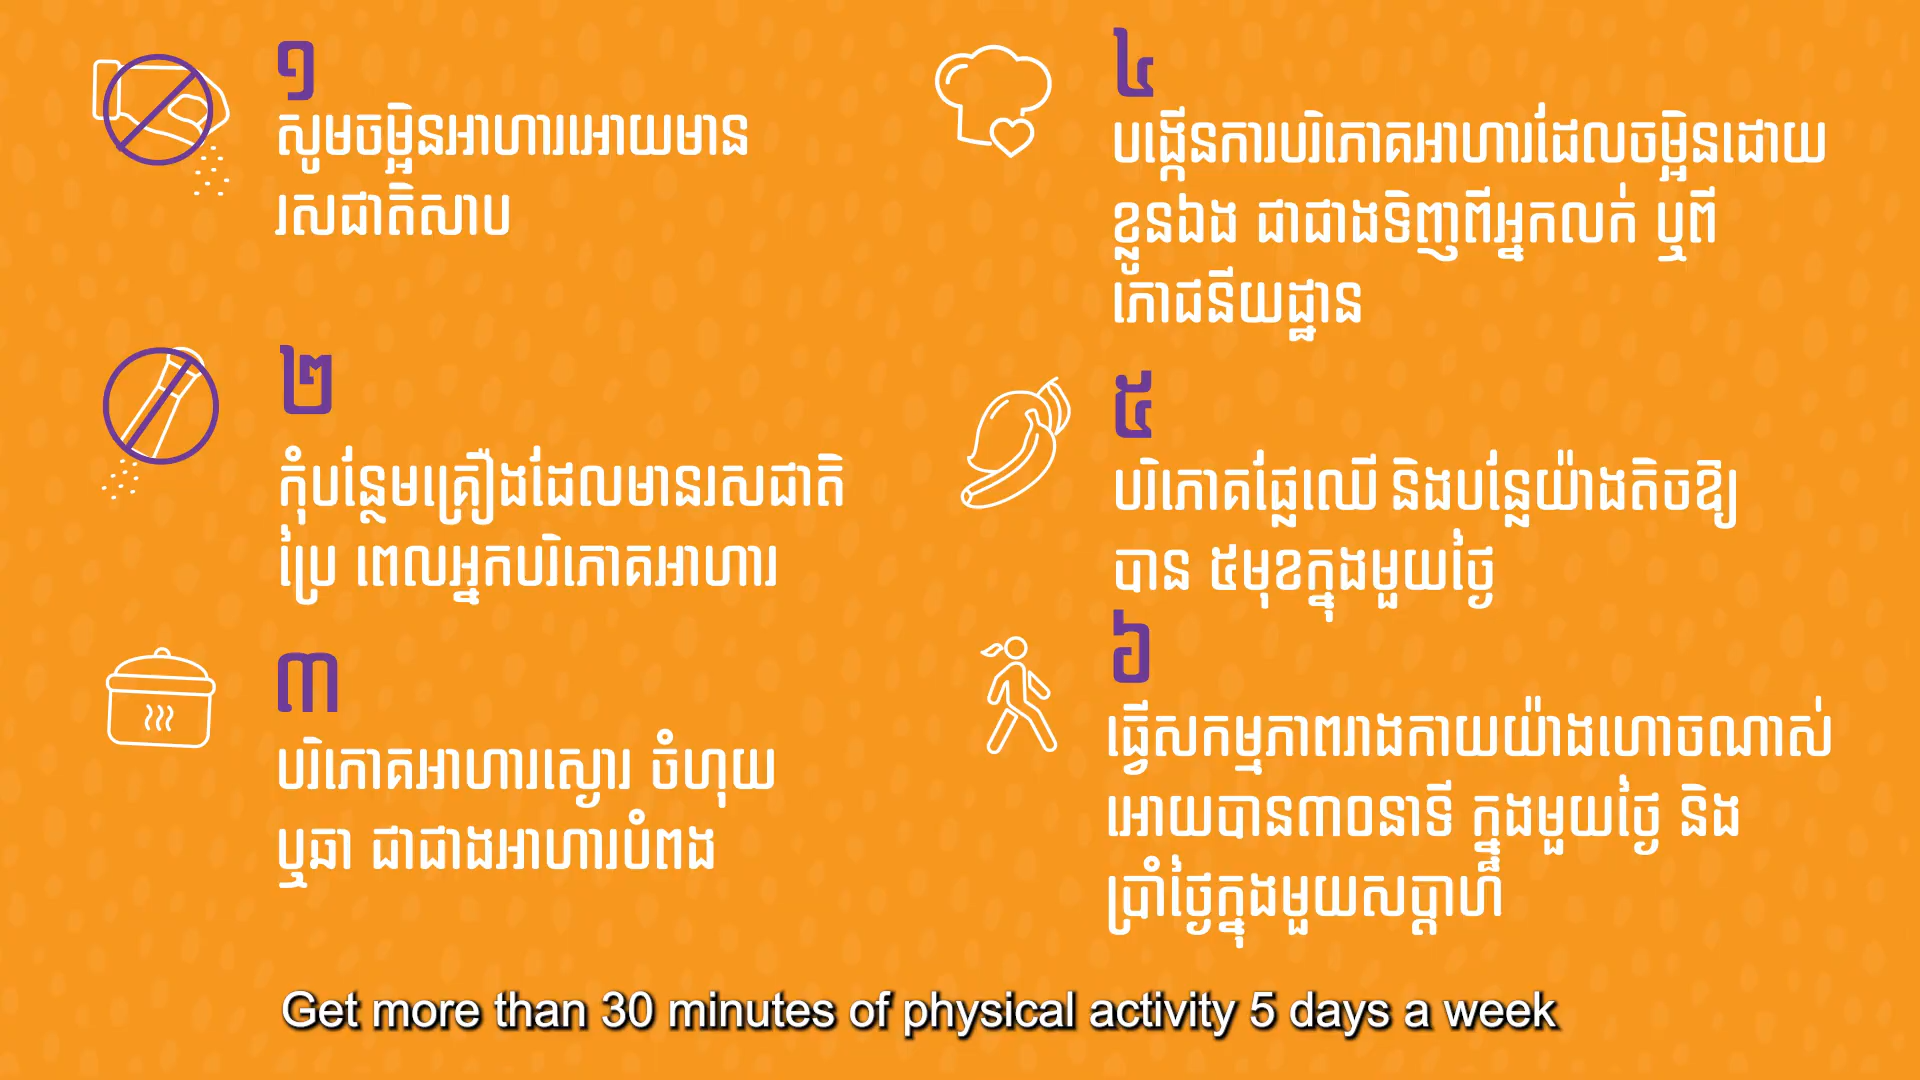 ១
សូមចម្អិនអាហារអោយមាន
រសជាតិសាប
២
កុំបន្ថែមគ្រឿងដែលមានរសជាតិ
ប្រៃ ពេលអ្នកបរិភោគអាហារ
៣
បរិភោគអាហារស្ងោរ ចំហុយ
ឬឆា ជាជាងអាហារបំពង
៤
បង្កើនការបរិភោគអាហារដែលចម្អិនដោយ
ខ្លួនឯង ជាជាងទិញពីអ្នកលក់ ឬពី
ភោជនីយដ្ឋាន
៥
បរិភោគផ្លែឈើ និងបន្លែយ៉ាងតិចឱ្យ
បាន ៥មុខក្នុងមួយថ្ងៃ
៦
ធ្វើសកម្មភាពរាងកាយយ៉ាងហោចណាស់
អោយបាន៣០នាទី ក្នុងមួយថ្ងៃ និង
ប្រាំថ្ងៃក្នុងមួយសប្តាហ៍
Get more than 30 minutes of physical activity 5 days a week